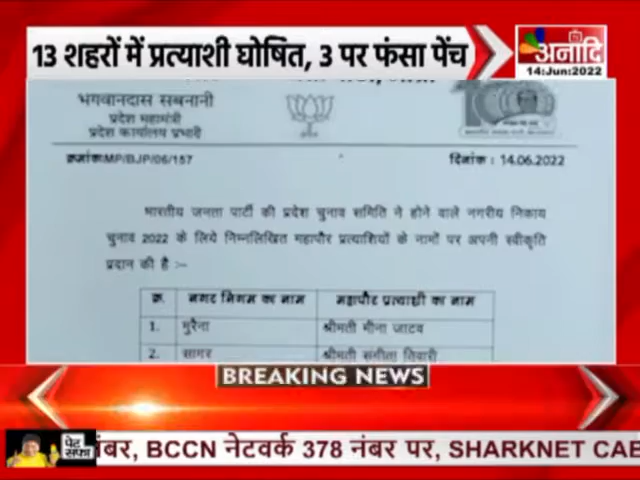 13 शहरों में प्रत्याशी घोषित, 3 पर फंसा पेंच
अनादि
14:Jun:2022
भगवानदास सबनानी
प्रदेश महामंत्री
प्रदेश कार्यालय प्रभारी
क्रमांक:MP/BJP/06/157
दिनांक : 14.06.2022
भारतीय जनता पार्टी की प्रदेश चुनाव समिति ने होने वाले नगरीय निकाय
चुनाव 2022 के लिये निम्नलिखित महापौर प्रत्याशियों के नामों पर अपनी स्वीकृति
प्रदान की है :-
क्र. नगर निगम का नाम महापौर प्रत्याशी का नाम
1. मुरैना श्रीमती मीना जाटव
2. सागर श्रीमती संगीता तिवारी
BREAKING NEWS
पेट
सफा
ंबर, BCCN नेटवर्क 378 नंबर पर, SHARKNET CAB